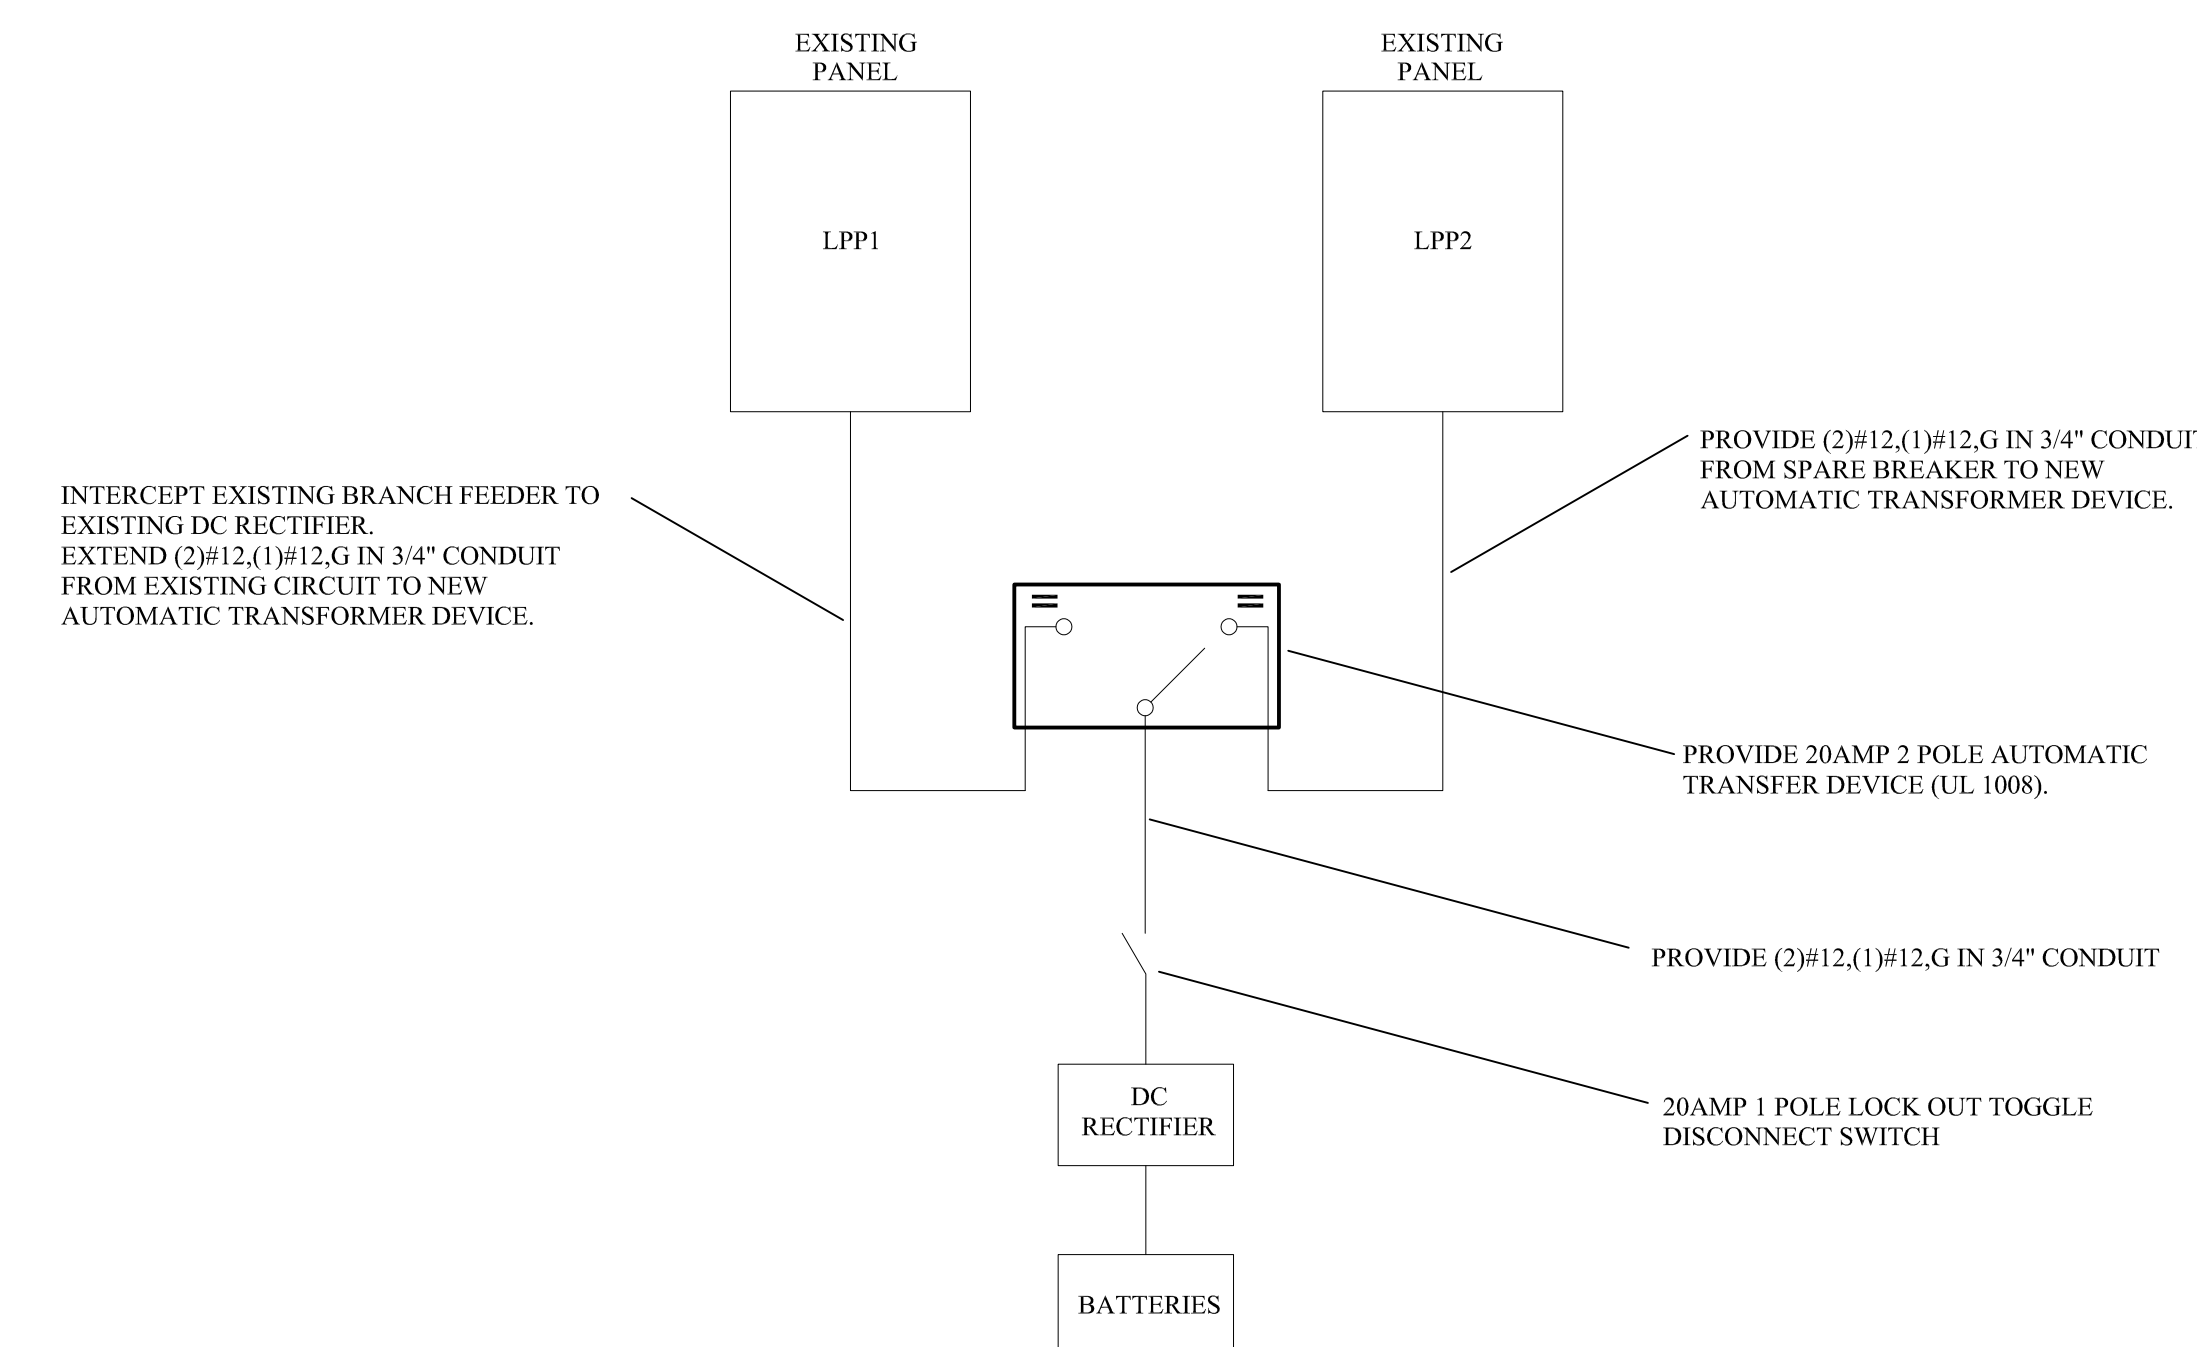 EXISTING
PANEL
EXISTING
PANEL
LPP1
LPP2
PROVIDE (2)#12,(1)#12,G IN 3/4" CONDUIT
FROM SPARE BREAKER TO NEW
AUTOMATIC TRANSFORMER DEVICE.
INTERCEPT EXISTING BRANCH FEEDER TO
EXISTING DC RECTIFIER.
EXTEND (2)#12,(1)#12,G IN 3/4" CONDUIT
FROM EXISTING CIRCUIT TO NEW
AUTOMATIC TRANSFORMER DEVICE.
PROVIDE 20AMP 2 POLE AUTOMATIC
TRANSFER DEVICE (UL 1008).
PROVIDE (2)#12,(1)#12,G IN 3/4" CONDUIT
DC
RECTIFIER
20AMP 1 POLE LOCK OUT TOGGLE
DISCONNECT SWITCH
BATTERIES